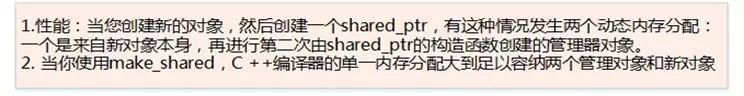 1.性能：当您创建新的对象，然后创建一个shared_ptr，有这种情况发生两个动态内存分配：
一个是来自新对象本身，再进行第二次由shared_ptr的构造函数创建的管理器对象。
2. 当你使用make_shared，C ++编译器的单一内存分配大到足以容纳两个管理对象和新对象